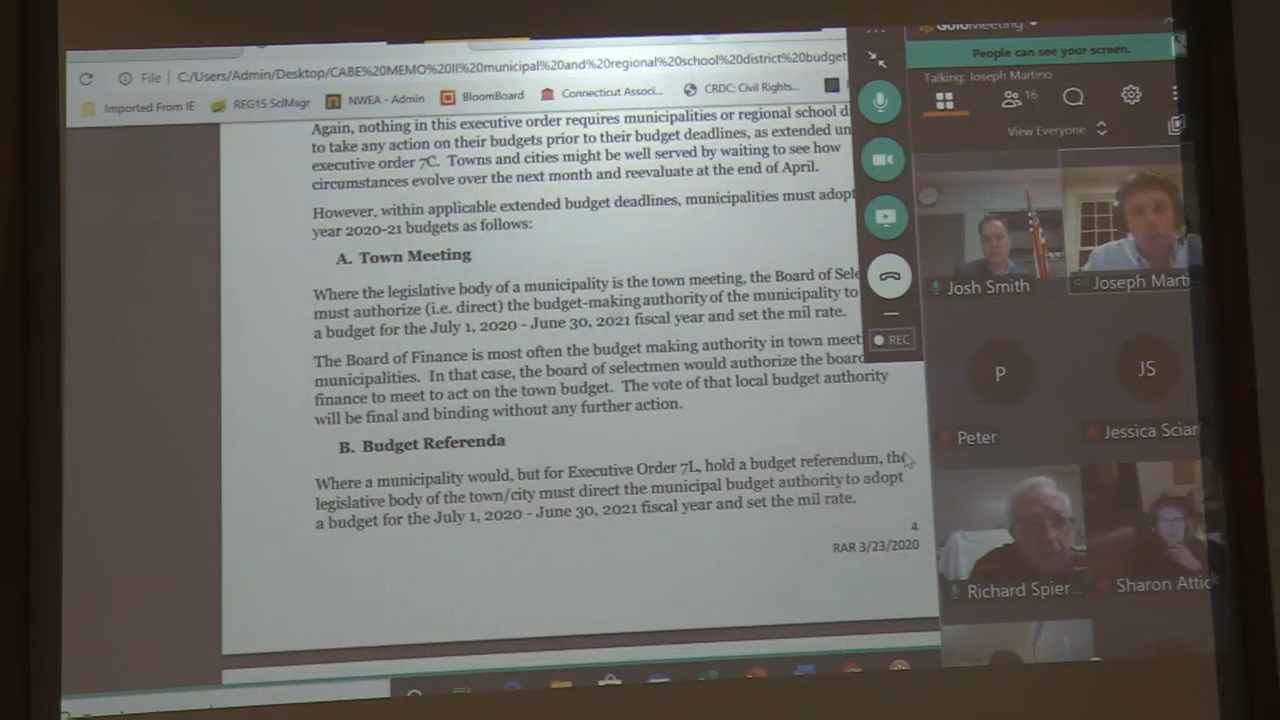 GoToMeeting
People can see your screen.
File | C:/Users/Admin/Desktop/CABE%20MEMO%20II%20municipal%20and%20regional%20school%20district%20budget
Talking: Joseph Martino
Imported From IE
REG15 SclMsgr
NWEA - Admin
BloomBoard
Connecticut Associ...
CRDC: Civil Rights...
16
View Everyone
Again, nothing in this executive order requires municipalities or regional school d
to take any action on their budgets prior to their budget deadlines, as extended un
executive order 7C. Towns and cities might be well served by waiting to see how
circumstances evolve over the next month and reevaluate at the end of April.
However, within applicable extended budget deadlines, municipalities must adopt
year 2020-21 budgets as follows:
A. Town Meeting
Where the legislative body of a municipality is the town meeting, the Board of Sele
must authorize (i.e. direct) the budget-making authority of the municipality to
a budget for the July 1, 2020 - June 30, 2021 fiscal year and set the mil rate.
The Board of Finance is most often the budget making authority in town meet
municipalities. In that case, the board of selectmen would authorize the board
finance to meet to act on the town budget. The vote of that local budget authority
will be final and binding without any further action.
B. Budget Referenda
Where a municipality would, but for Executive Order 7L, hold a budget referendum, the
legislative body of the town/city must direct the municipal budget authority to adopt
a budget for the July 1, 2020 - June 30, 2021 fiscal year and set the mil rate.
4
RAR 3/23/2020
REC
Josh Smith
Joseph Marti
P
JS
Peter
Jessica Sciar
Richard Spier...
Sharon Attick